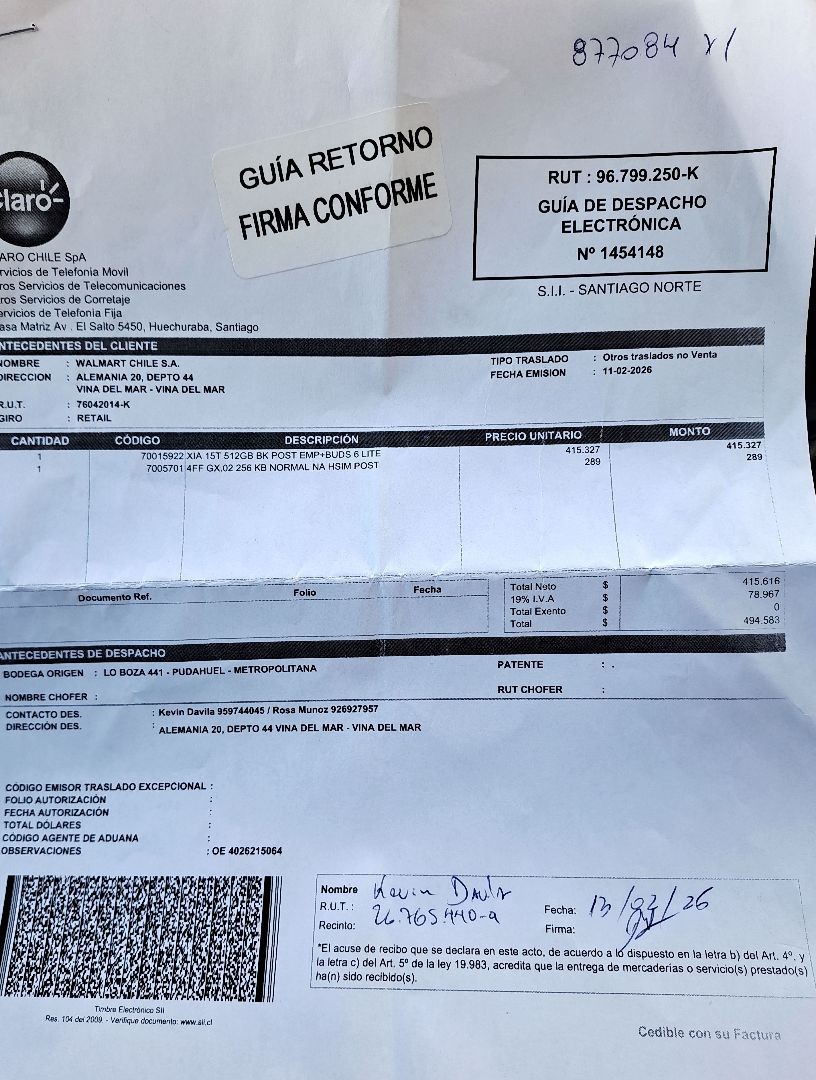 877084
GUÍA RETORNO
FIRMA CONFORME
RUT : 96.799.250-K
GUÍA DE DESPACHO
ELECTRÓNICA
Nº 1454148
S.I.I. - SANTIAGO NORTE
Claro-
ARO CHILE SpA
rvicios de Telefonia Movil
ros Servicios de Telecomunicaciones
ros Servicios de Corretaje
ervicios de Telefonia Fija
asa Matriz Av . El Salto 5450, Huechuraba, Santiago
NTECEDENTES DEL CLIENTE
NOMBRE : WALMART CHILE S.A.
DIRECCION : ALEMANIA 20, DEPTO 44
VINA DEL MAR - VINA DEL MAR
R.U.T. : 76042014-K
GIRO : RETAIL
TIPO TRASLADO : Otros traslados no Venta
FECHA EMISION : 11-02-2026
CANTIDAD CÓDIGO DESCRIPCIÓN PRECIO UNITARIO MONTO
1 70015922 XIA 15T 512GB BK POST EMP+BUDS 6 LITE 415.327 415.327
1 7005701 4FF GX.02 256 KB NORMAL NA HSIM POST 289 289
Documento Ref. Folio Fecha
Total Neto $ 415.616
19% I.V.A $ 78.967
Total Exento $ 0
Total $ 494.583
ANTECEDENTES DE DESPACHO
BODEGA ORIGEN : LO BOZA 441 - PUDAHUEL - METROPOLITANA
PATENTE : .
NOMBRE CHOFER :
RUT CHOFER :
CONTACTO DES. : Kevin Davila 959744045 / Rosa Munoz 926927957
DIRECCIÓN DES. : ALEMANIA 20, DEPTO 44 VINA DEL MAR - VINA DEL MAR
CÓDIGO EMISOR TRASLADO EXCEPCIONAL :
FOLIO AUTORIZACIÓN :
FECHA AUTORIZACIÓN :
TOTAL DÓLARES :
CÓDIGO AGENTE DE ADUANA :
OBSERVACIONES : OE 4026215064
Nombre Kevin
R.U.T. :
Recinto:
Fecha: 13/02/26
Firma:
"El acuse de recibo que se declara en este acto, de acuerdo a lo dispuesto en la letra b) del Art. 4º, y
la letra c) del Art. 5º de la ley 19.983, acredita que la entrega de mercaderías o servicio(s) prestado(s)
ha(n) sido recibido(s).
Timbre Electrónico SII
Res. 104 del 2009 - Verifique documento: www.sii.cl
Cedible con su Factura